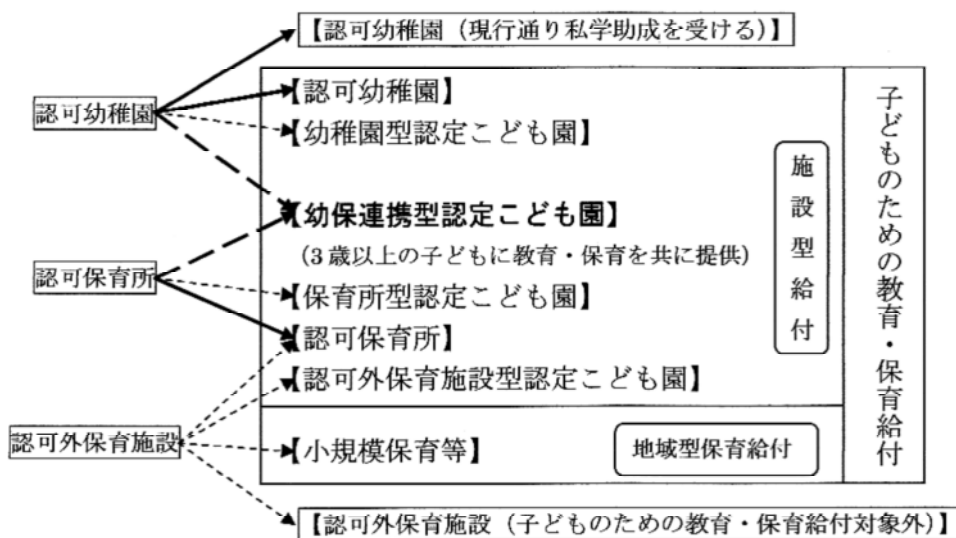 【認可幼稚園（現行通り私学助成を受ける）】
認可幼稚園
【認可幼稚園】
【幼稚園型認定こども園】
【幼保連携型認定こども園】
（3歳以上の子どもに教育・保育を共に提供）
認可保育所
【保育所型認定こども園】
【認可保育所】
【認可外保育施設型認定こども園】
施設型給付
認可外保育施設
【小規模保育等】
地域型保育給付
子どものための教育・保育給付
【認可外保育施設（子どものための教育・保育給付対象外）】